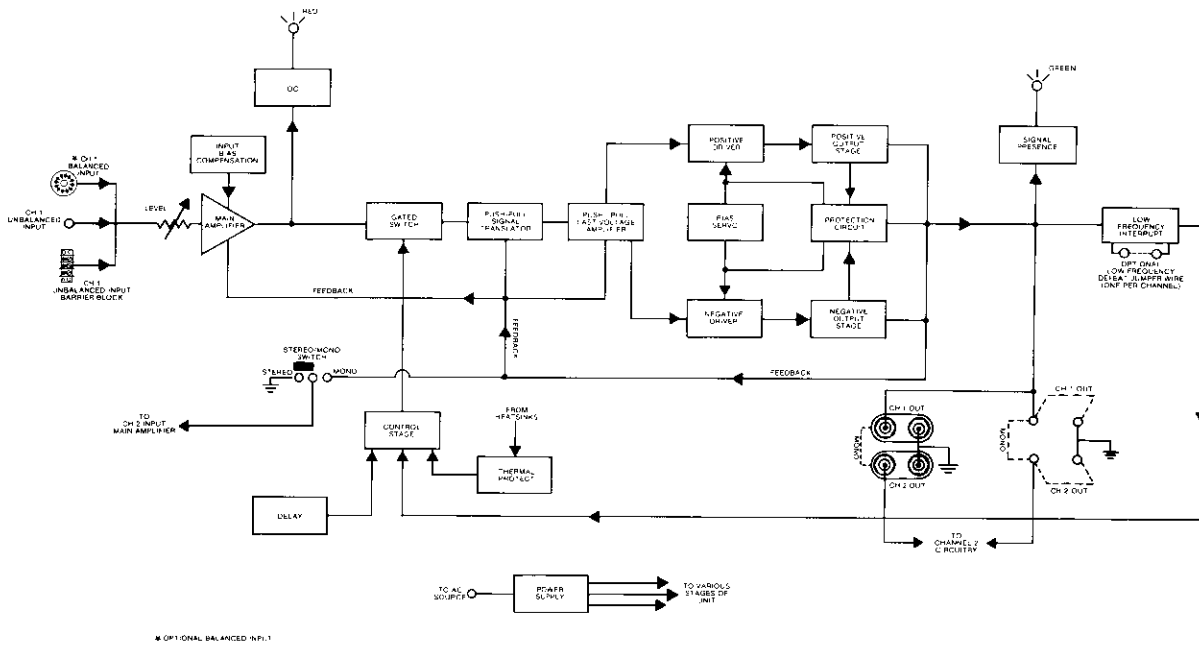 RED
GREEN
INPUT
BIAS
COMPENSATION
POSITIVE
DRIVER
POSITIVE
OUTPUT
STAGE
SIGNAL
PRESENCE
BALANCED
INPUT
CH 1
UNBALANCED
INPUT
CH 1
UNBALANCED INPUT
BARRIER BLOCK
LEVEL
MAIN
AMPLIFIER
GATED
SWITCH
PUSH-PULL
SIGNAL
TRANSLATOR
PUSH-PULL
LAST VOLTAGE
AMPLIFIER
BIAS
SERVO
PROTECTION
CIRCUIT
LOW
FREQUENCY
INTERRUPT
OPTIONAL
LOW FREQUENCY
DEFEAT JUMPER WIRE
(ONE PER CHANNEL)
FEEDBACK
NEGATIVE
DRIVER
NEGATIVE
OUTPUT
STAGE
FEEDBACK
STEREO/MONO
SWITCH
STEREO
MONO
FEEDBACK
TO
CH 2 INPUT
MAIN AMPLIFIER
CONTROL
STAGE
FROM
HEATSINKS
THERMAL
PROTECT
DELAY
CH 1 OUT
MONO
CH 2 OUT
CH 1 OUT
MONO
CH 2 OUT
TO
CHANNEL 2
CIRCUITRY
TO AC
SOURCE
POWER
SUPPLY
TO VARIOUS
STAGES OF
UNIT
* OPTIONAL BALANCED INPUT